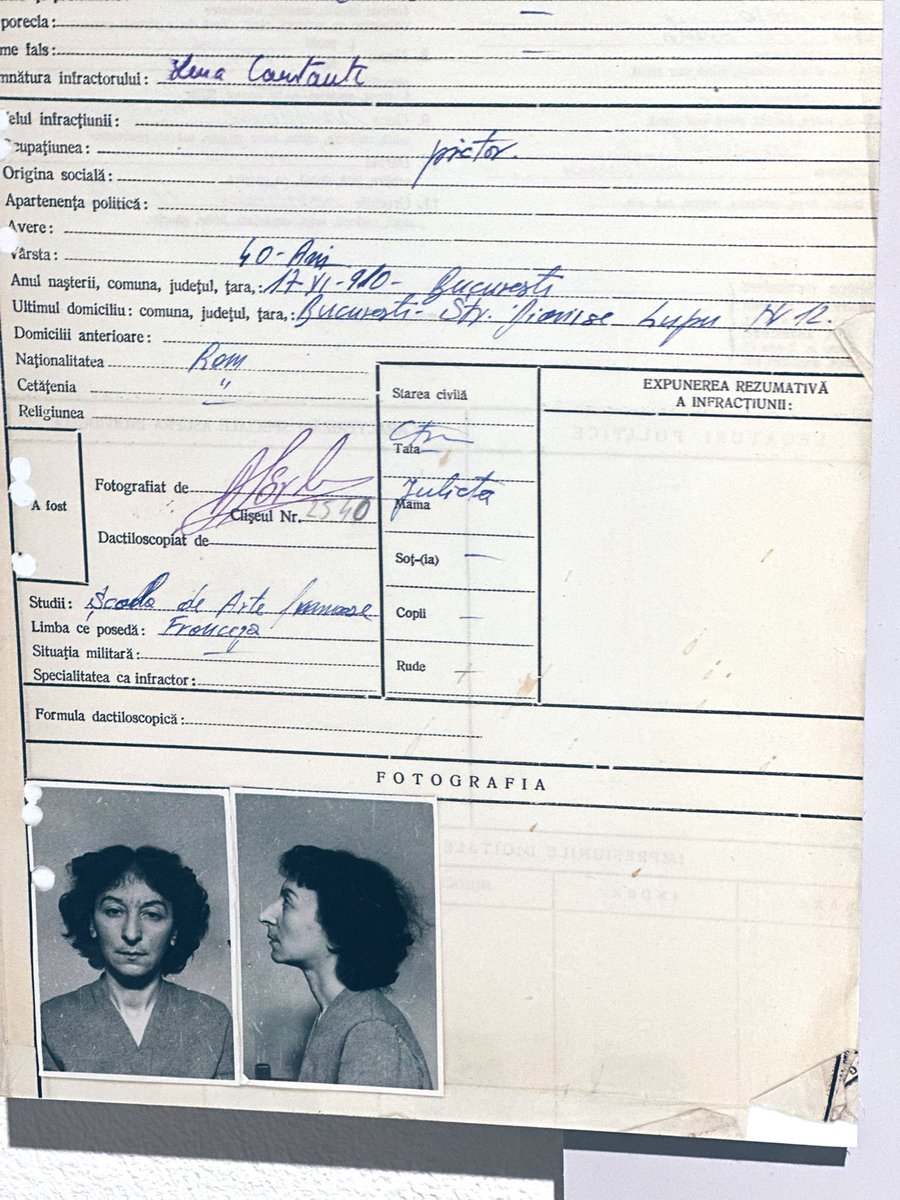 porecla:
me fals:
mnătura infractorului: Lena Constante
elul infracțiunii:
cupațiunea: pictor.
Origina socială:
Apartenența politică:
Avere:
Vârsta: 40-Ani
Anul nașterii, comuna, județul, țara,: 17-VI-910- București
Ultimul domiciliu: comuna, județul, țara,: București- Str. Dionise Lupu Nr 12.
Domicilii anterioare:
Naționalitatea Rom
Cetățenia "
Religiunea
A fost
Fotografiat de
Clișeul Nr. 2540
Dactiloscopiat de
Studii: Școala de Arte frumoase
Limba ce posedă: Franceza
Situația militară:
Specialitatea ca infractor:
Starea civilă
Tata
Julieta
Mama
Soț-(ia) —
Copii —
Rude
EXPUNEREA REZUMATIVĂ
A INFRACȚIUNII:
Formula dactiloscopică:
FOTOGRAFIA